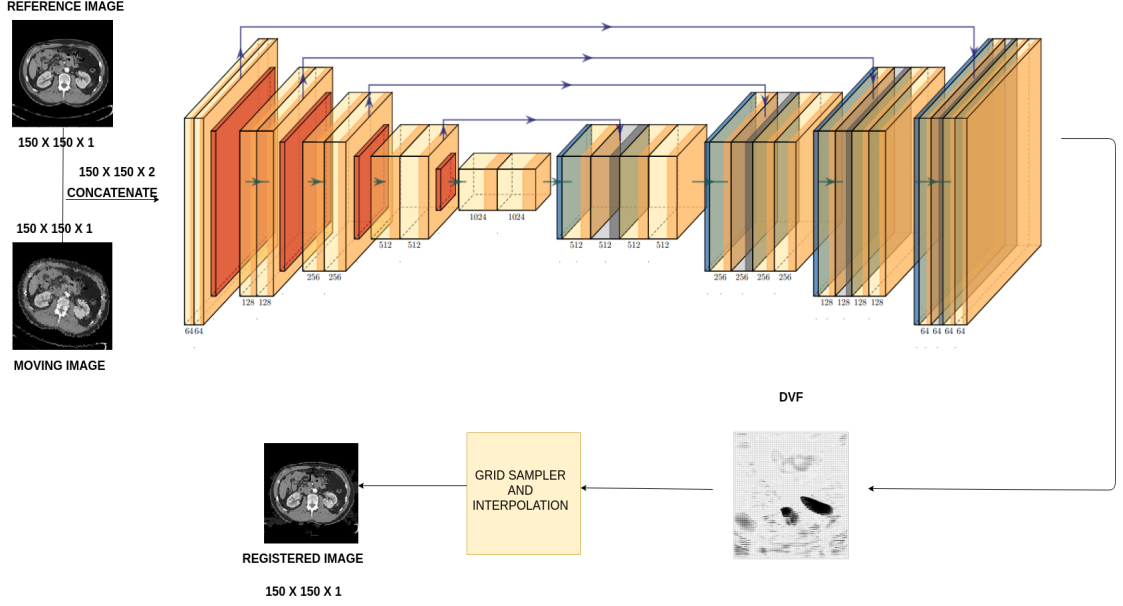 REFERENCE IMAGE
150 X 150 X 1
150 X 150 X 2
CONCATENATE
150 X 150 X 1
MOVING IMAGE
64 64
128 128
256 256
512 512
1024 1024
512 512 512 512
256 256 256 256
128 128 128 128
64 64 64 64
DVF
GRID SAMPLER
AND
INTERPOLATION
REGISTERED IMAGE
150 X 150 X 1